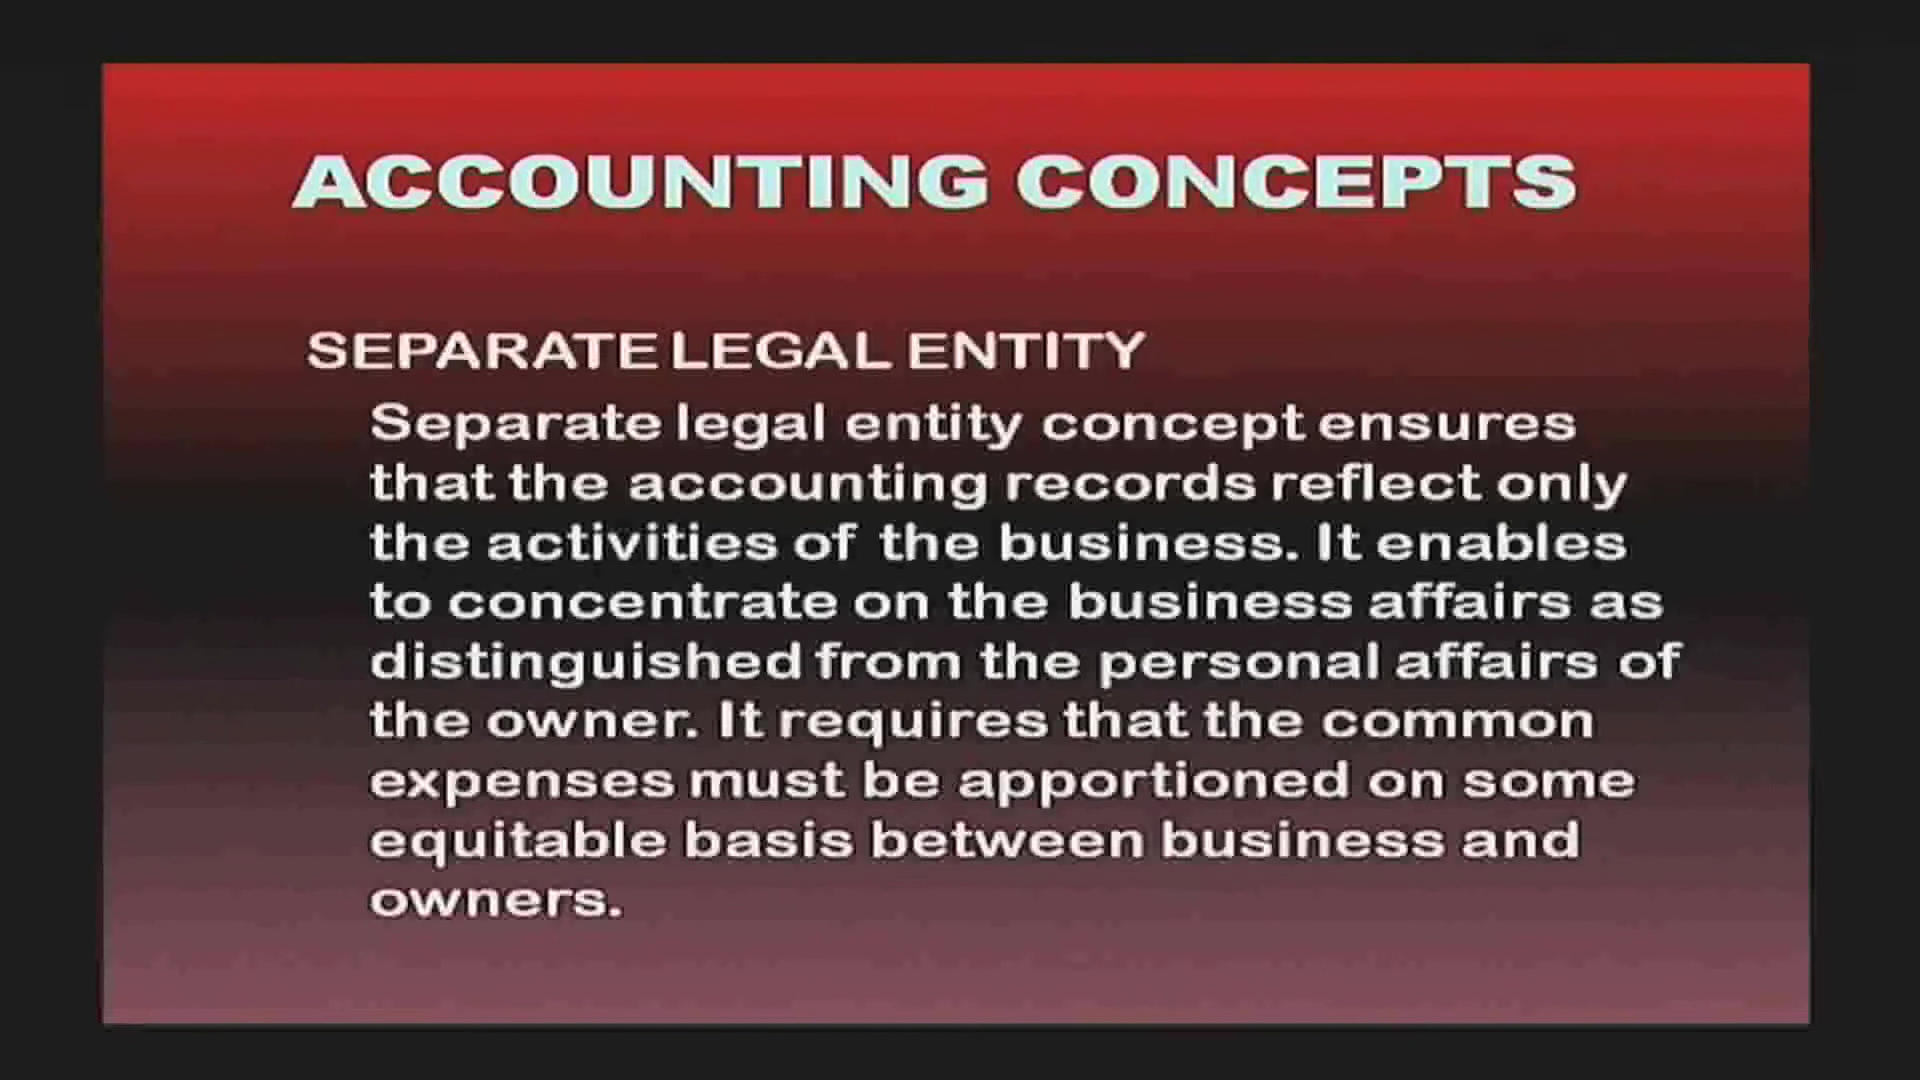 ACCOUNTING CONCEPTS
SEPARATE LEGAL ENTITY
Separate legal entity concept ensures
that the accounting records reflect only
the activities of the business. It enables
to concentrate on the business affairs as
distinguished from the personal affairs of
the owner. It requires that the common
expenses must be apportioned on some
equitable basis between business and
owners.